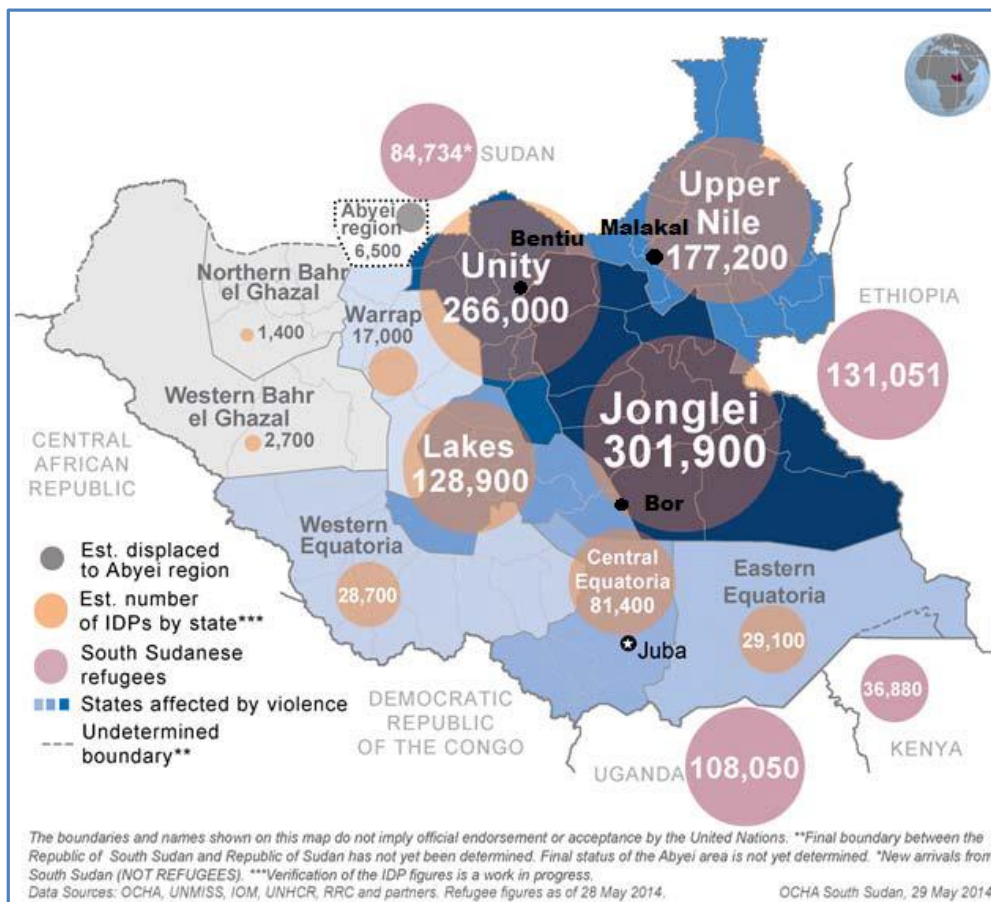 84,734* SUDAN
Abyei
region
6,500
Upper
Nile
177,200
Malakal
Bentiu
Unity
266,000
Northern Bahr
el Ghazal
1,400
Warrap
17,000
ETHIOPIA
131,051
Western Bahr
el Ghazal
2,700
Jonglei
301,900
Lakes
128,900
CENTRAL
AFRICAN
REPUBLIC
Bor
Western
Equatoria
28,700
Central
Equatoria
81,400
Eastern
Equatoria
29,100
Juba
Est. displaced
to Abyei region
Est. number
of IDPs by state***
South Sudanese
refugees
States affected by violence
Undetermined
boundary**
DEMOCRATIC
REPUBLIC
OF THE CONGO
36,880
KENYA
UGANDA 108,050
The boundaries and names shown on this map do not imply official endorsement or acceptance by the United Nations. **Final boundary between the
Republic of South Sudan and Republic of Sudan has not yet been determined. Final status of the Abyei area is not yet determined. *New arrivals from
South Sudan (NOT REFUGEES). ***Verification of the IDP figures is a work in progress.
Data Sources: OCHA, UNMISS, IOM, UNHCR, RRC and partners. Refugee figures as of 28 May 2014. OCHA South Sudan, 29 May 2014